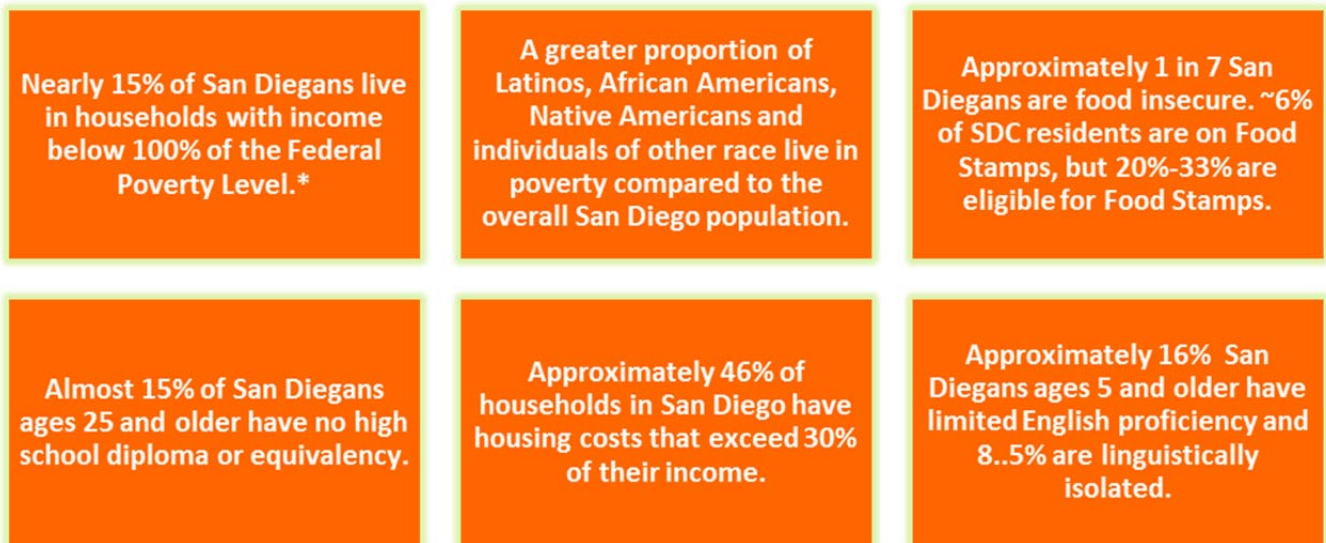 Nearly 15% of San Diegans live
in households with income
below 100% of the Federal
Poverty Level.*
A greater proportion of
Latinos, African Americans,
Native Americans and
individuals of other race live in
poverty compared to the
overall San Diego population.
Approximately 1 in 7 San
Diegans are food insecure. ~6%
of SDC residents are on Food
Stamps, but 20%-33% are
eligible for Food Stamps.
Almost 15% of San Diegans
ages 25 and older have no high
school diploma or equivalency.
Approximately 46% of
households in San Diego have
housing costs that exceed 30%
of their income.
Approximately 16% San
Diegans ages 5 and older have
limited English proficiency and
8..5% are linguistically
isolated.